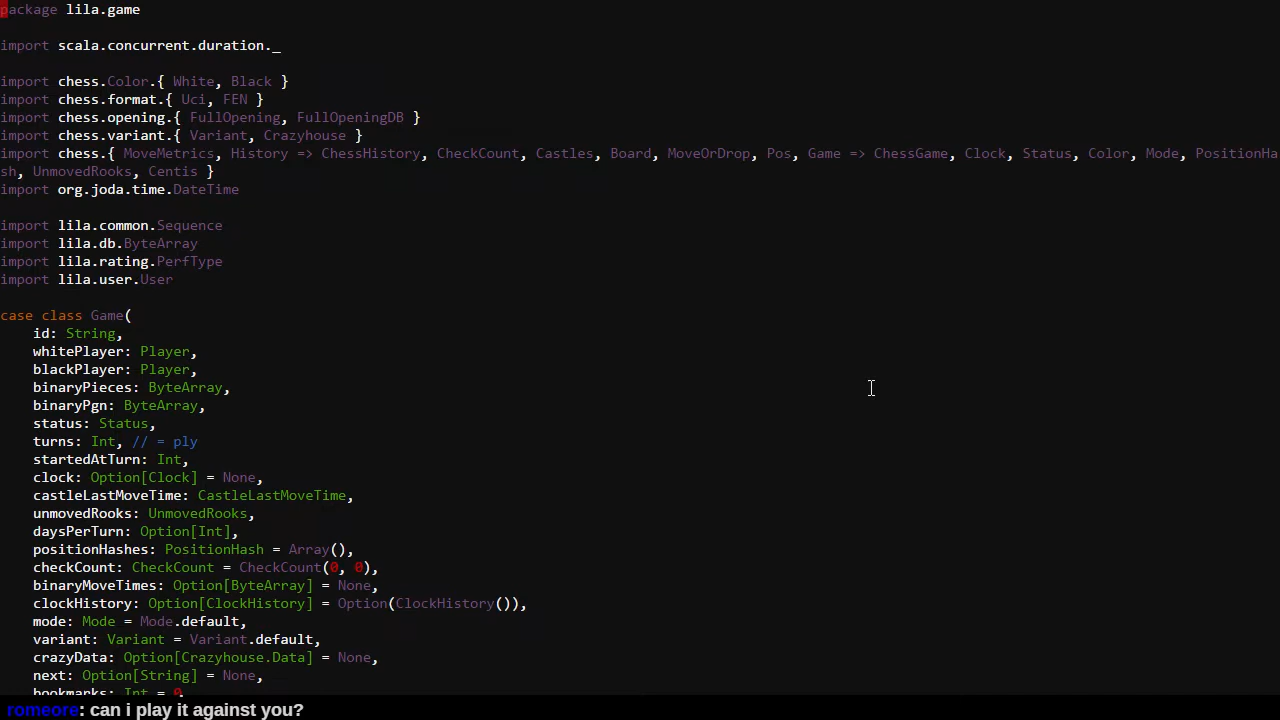 package lila.game
import scala.concurrent.duration._
import chess.Color.{ White, Black }
import chess.format.{ Uci, FEN }
import chess.opening.{ FullOpening, FullOpeningDB }
import chess.variant.{ Variant, Crazyhouse }
import chess.{ MoveMetrics, History => ChessHistory, CheckCount, Castles, Board, MoveOrDrop, Pos, Game => ChessGame, Clock, Status, Color, Mode, PositionHa
sh, UnmovedRooks, Centis }
import org.joda.time.DateTime
import lila.common.Sequence
import lila.db.ByteArray
import lila.rating.PerfType
import lila.user.User
case class Game(
    id: String,
    whitePlayer: Player,
    blackPlayer: Player,
    binaryPieces: ByteArray,
    binaryPgn: ByteArray,
    status: Status,
    turns: Int, // = ply
    startedAtTurn: Int,
    clock: Option[Clock] = None,
    castleLastMoveTime: CastleLastMoveTime,
    unmovedRooks: UnmovedRooks,
    daysPerTurn: Option[Int],
    positionHashes: PositionHash = Array(),
    checkCount: CheckCount = CheckCount(0, 0),
    binaryMoveTimes: Option[ByteArray] = None,
    clockHistory: Option[ClockHistory] = Option(ClockHistory()),
    mode: Mode = Mode.default,
    variant: Variant = Variant.default,
    crazyData: Option[Crazyhouse.Data] = None,
    next: Option[String] = None,
    bookmarks: Int = 0,
romeore: can i play it against you?